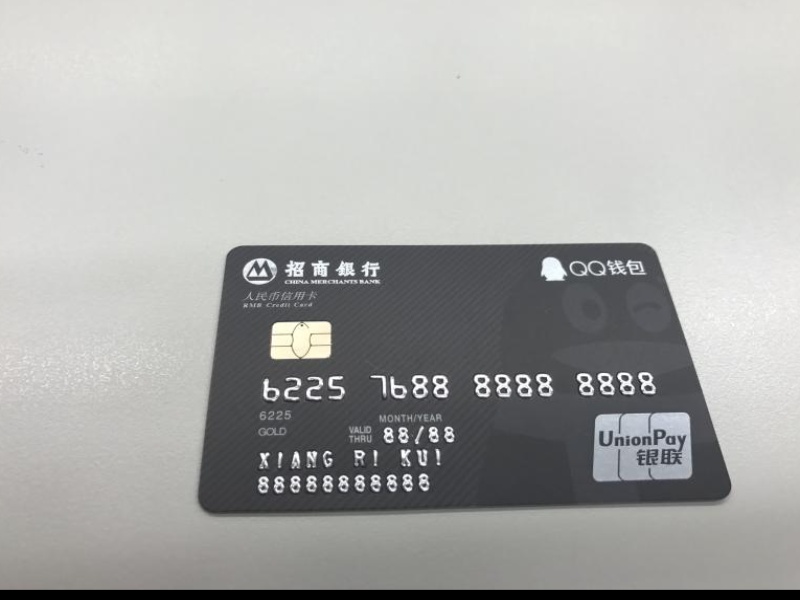 招商银行
CHINA MERCHANTS BANK
人民币信用卡
RMB Credit Card
QQ钱包
6225 7688 8888 8888
6225
MONTH/YEAR
GOLD
VALID THRU 88/88
XIANG RI KUI
88888888888
UnionPay
银联